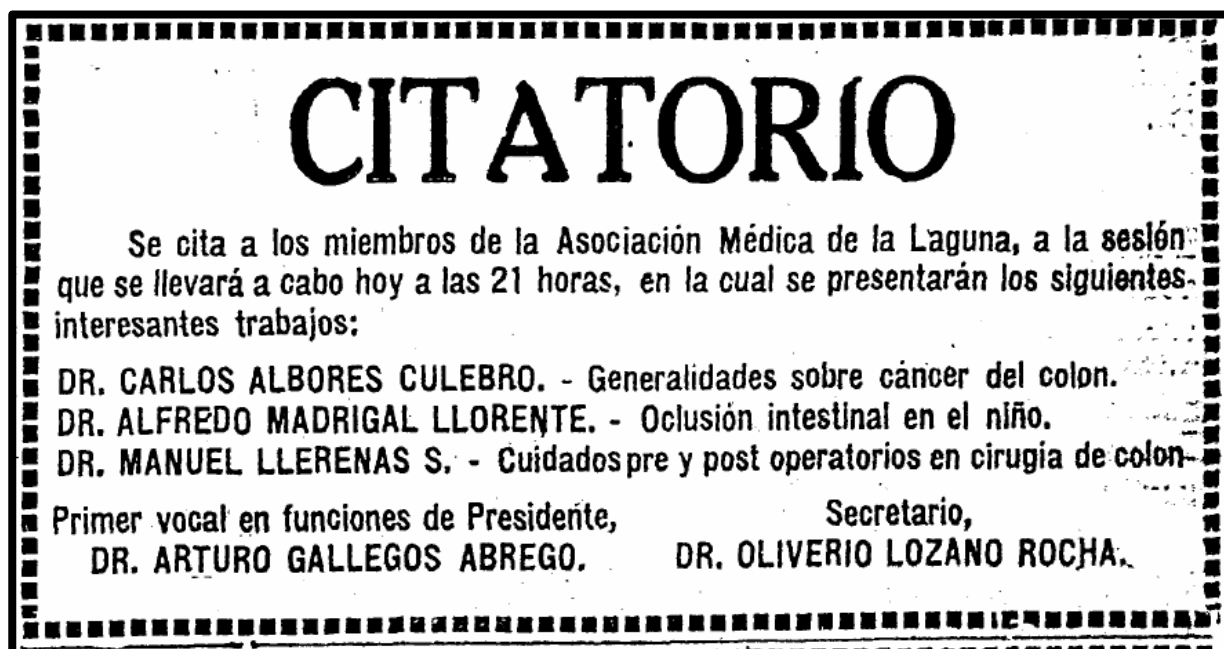 CITATORIO
Se cita a los miembros de la Asociación Médica de la Laguna, a la sesión
que se llevará a cabo hoy a las 21 horas, en la cual se presentarán los siguientes
interesantes trabajos:
DR. CARLOS ALBORES CULEBRO. - Generalidades sobre cáncer del colon.
DR. ALFREDO MADRIGAL LLORENTE. - Oclusión intestinal en el niño.
DR. MANUEL LLERENAS S. - Cuidados pre y post operatorios en cirugía de colon-
Primer vocal en funciones de Presidente,
DR. ARTURO GALLEGOS ABREGO.
Secretario,
DR. OLIVERIO LOZANO ROCHA.